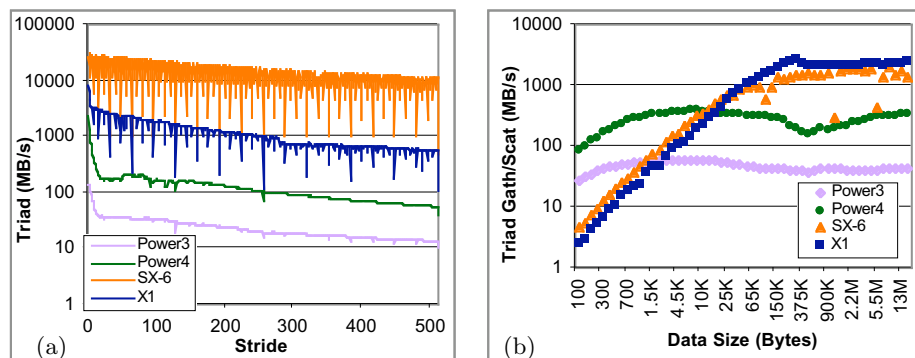 100000
10000
1000
100
10
1
Triad (MB/s)
Power3
Power4
SX-6
X1
0
100
200
300
400
500
(a)
Stride
10000
1000
100
10
1
Triad Gath/Scat (MB/s)
Power3
Power4
SX-6
X1
100
300
700
1.5K
4.5K
10K
25K
65K
150K
375K
900K
2.2M
5.5M
13M
(b)
Data Size (Bytes)